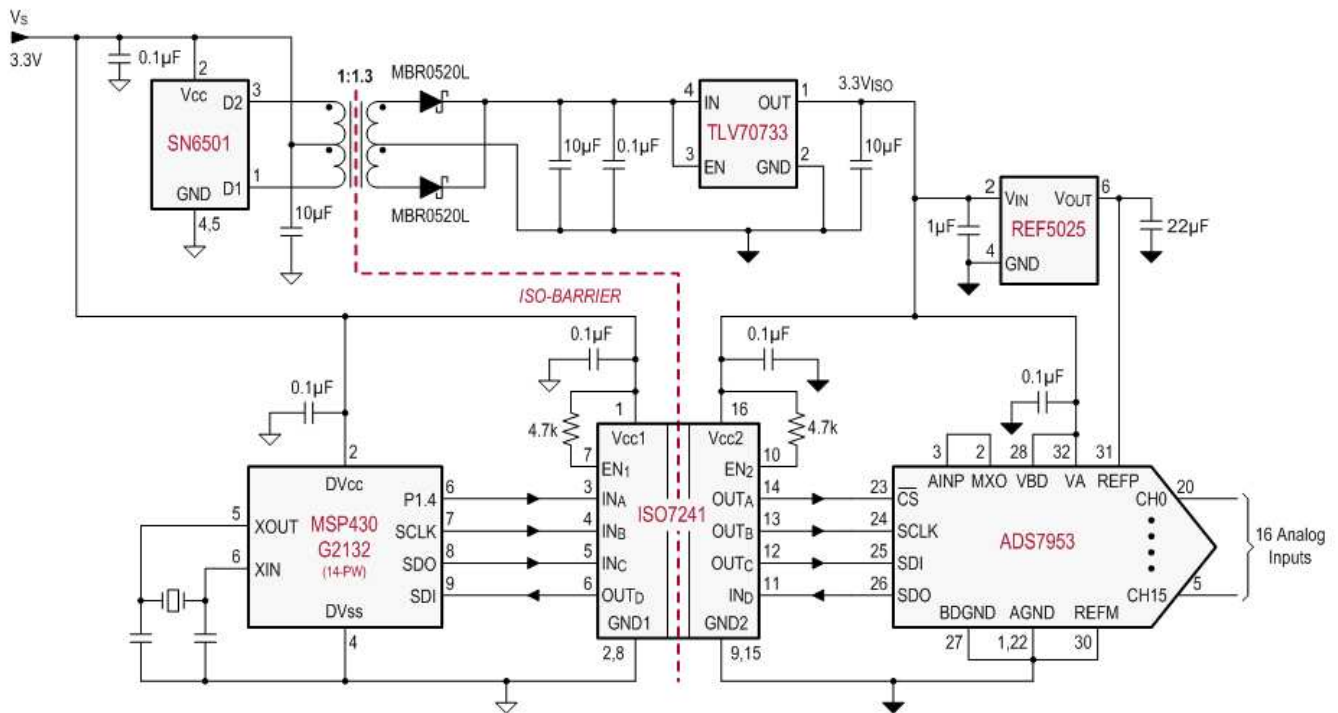 VS
3.3V
0.1µF
2
Vcc
D2
3
SN6501
GND
D1
1
4,5
10µF
1:1.3
MBR0520L
MBR0520L
10µF
0.1µF
4
IN
OUT
1
TLV70733
3
EN
GND
2
3.3VISO
10µF
2
VIN
VOUT
6
REF5025
1µF
4
GND
22µF
ISO-BARRIER
0.1µF
0.1µF
0.1µF
0.1µF
4.7k
4.7k
2
DVcc
5
XOUT
6
XIN
MSP430
G2132
(14-PW)
P1.4
6
SCLK
7
SDO
8
SDI
9
DVss
4
1
Vcc1
7
EN1
3
INA
4
INB
5
INC
6
OUTD
GND1
2,8
ISO7241
16
Vcc2
EN2
10
OUTA
14
OUTB
13
OUTC
12
IND
11
GND2
9,15
3
2
28
32
31
AINP
MXO
VBD
VA
REFP
23
CS
24
SCLK
25
SDI
26
SDO
ADS7953
CH0
20
CH15
5
BDGND
AGND
REFM
27
1,22
30
16 Analog
Inputs